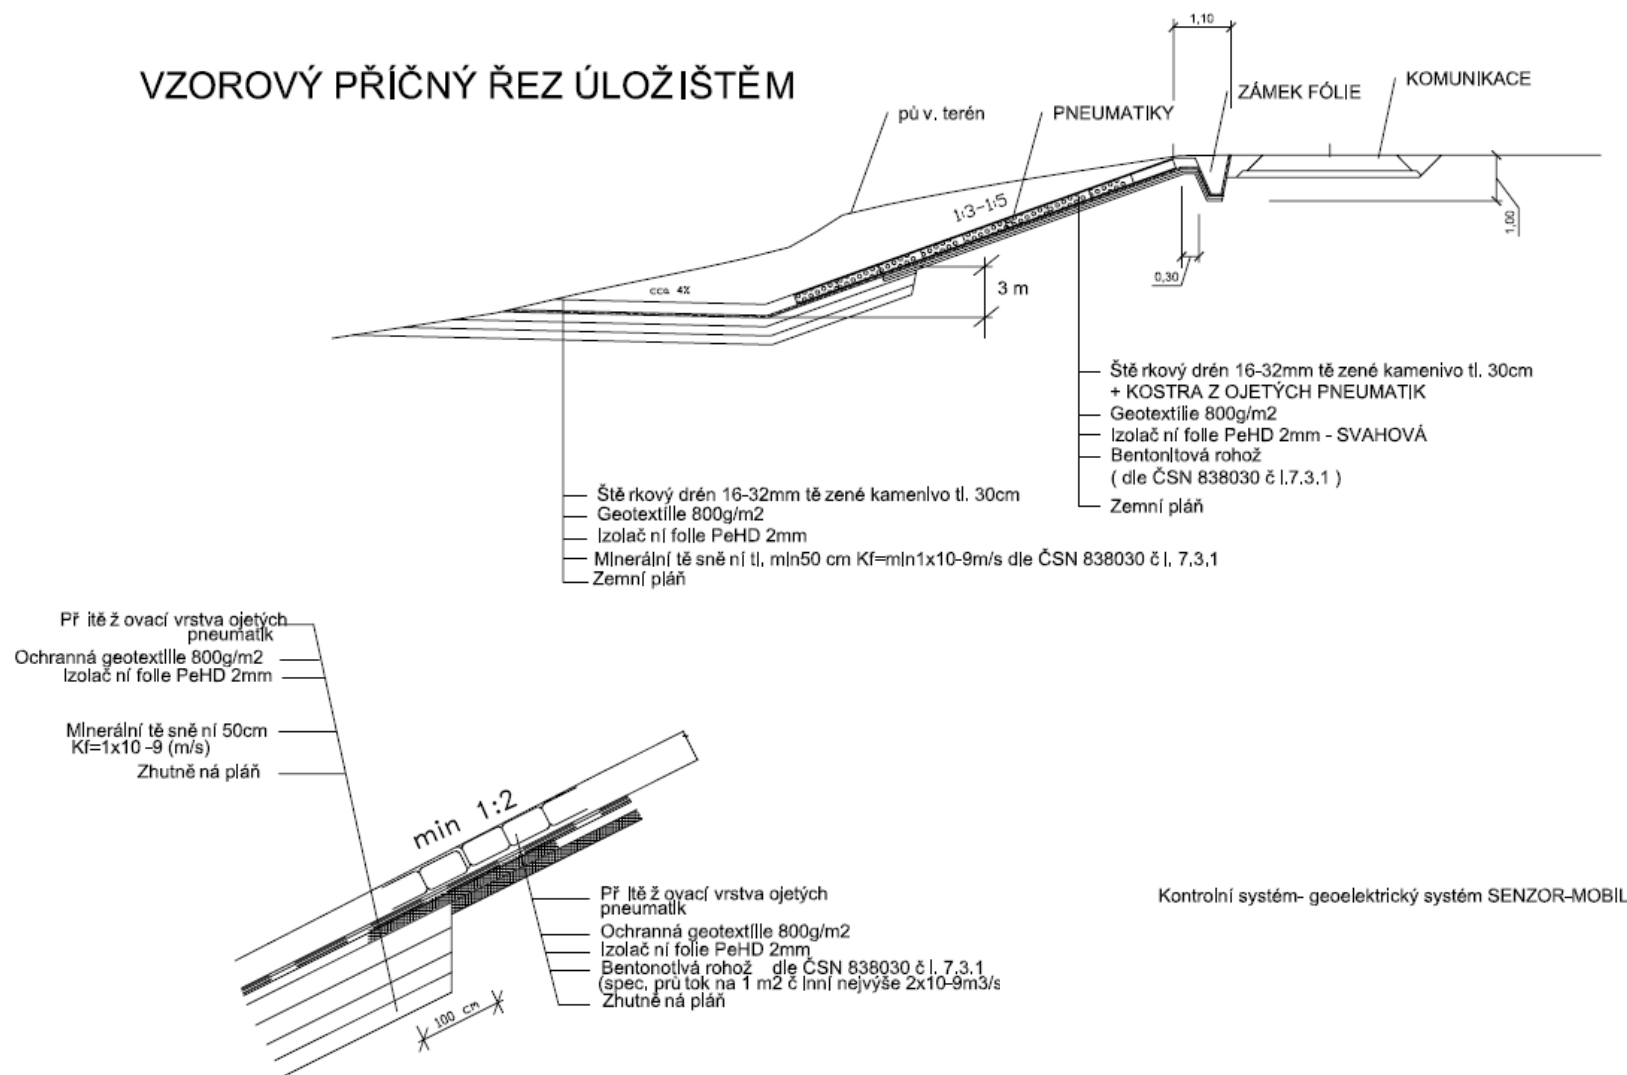 VZOROVÝ PŘÍČNÝ ŘEZ ÚLOŽIŠTĚM
1,10
pův. terén
PNEUMATIKY
ZÁMEK FÓLIE
KOMUNIKACE
1:3-1:5
1,00
0,30
cca 4%
3 m
Štěrkový drén 16-32mm těžené kamenivo tl. 30cm
+ KOSTRA Z OJETÝCH PNEUMATIK
Geotextílie 800g/m2
Izolační folie PeHD 2mm - SVAHOVÁ
Bentonitová rohož
( dle ČSN 838030 čl.7.3.1 )
Zemní pláň
Štěrkový drén 16-32mm těžené kamenivo tl. 30cm
Geotextílie 800g/m2
Izolační folie PeHD 2mm
Minerální těsnění tl. min50 cm Kf=min1x10-9m/s dle ČSN 838030 čl. 7.3.1
Zemní pláň
Přitěžovací vrstva ojetých
pneumatik
Ochranná geotextílie 800g/m2
Izolační folie PeHD 2mm
Minerální těsnění 50cm
Kf=1x10 -9 (m/s)
Zhutněná pláň
min 1:2
100 cm
Přitěžovací vrstva ojetých
pneumatik
Ochranná geotextílie 800g/m2
Izolační folie PeHD 2mm
Bentonotivá rohož dle ČSN 838030 čl. 7.3.1
(spec. průtok na 1 m2 činní nejvýše 2x10-9m3/s
Zhutněná pláň
Kontrolní systém- geoelektrický systém SENZOR-MOBIL